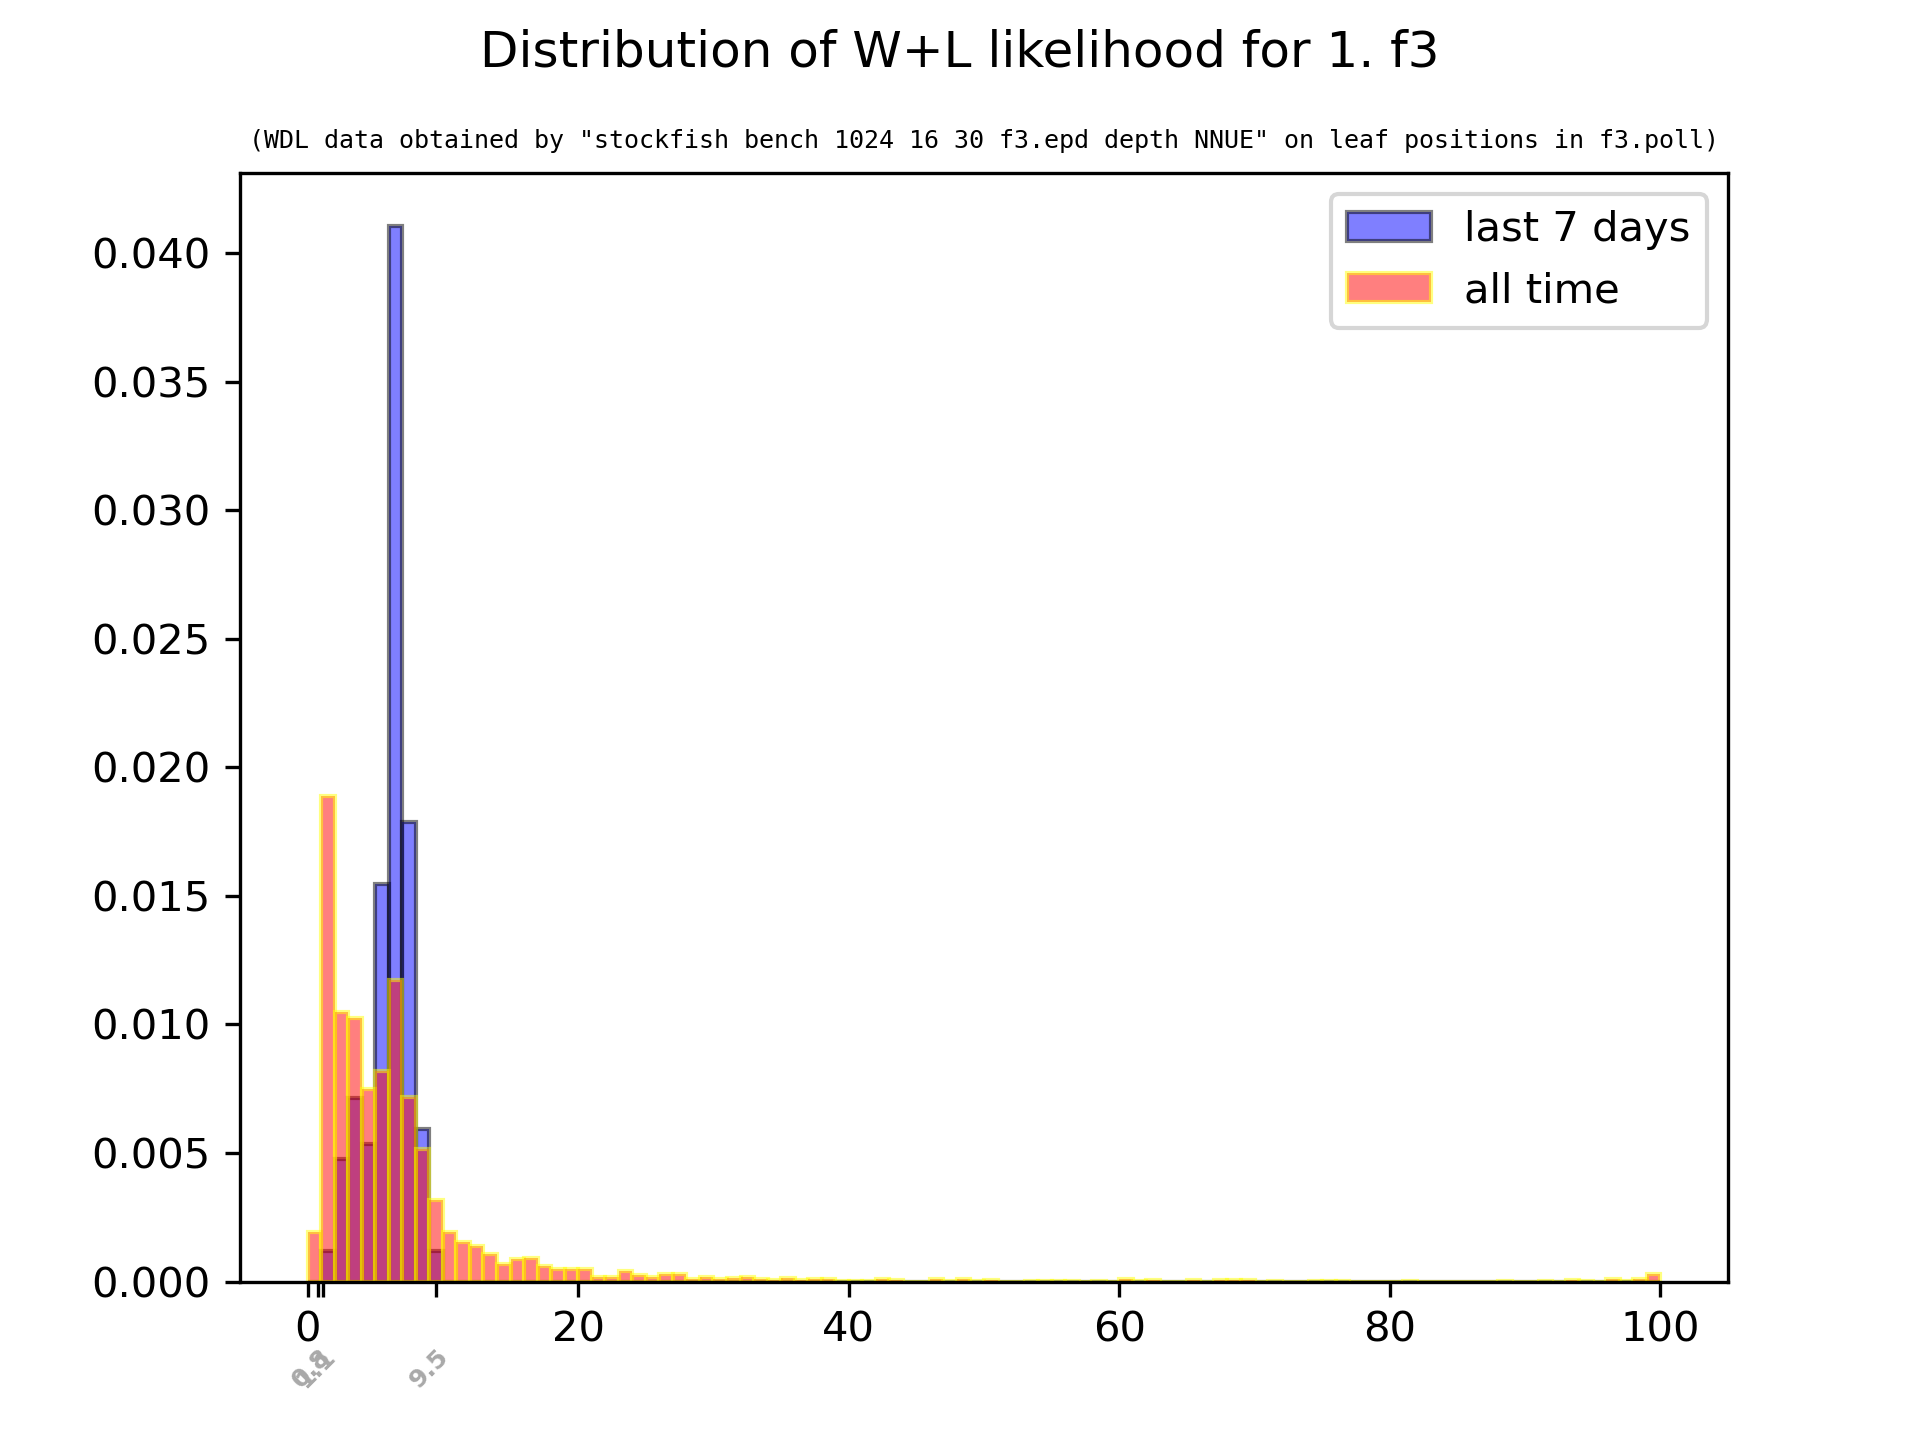 Distribution of W+L likelihood for 1. f3
(WDL data obtained by "stockfish bench 1024 16 30 f3.epd depth NNUE" on leaf positions in f3.poll)
last 7 days
all time
0.040
0.035
0.030
0.025
0.020
0.015
0.010
0.005
0.000
0 20 40 60 80 100
9.5